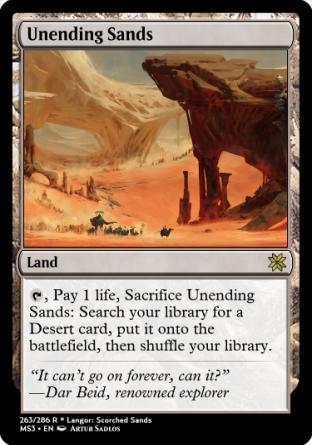 Unending Sands
Land
, Pay 1 life, Sacrifice Unending
Sands: Search your library for a
Desert card, put it onto the
battlefield, then shuffle your library.
“It can’t go on forever, can it?”
—Dar Beid, renowned explorer
263/286 R * Langor: Scorched Sands
MS3 • EN Artur Sadlos